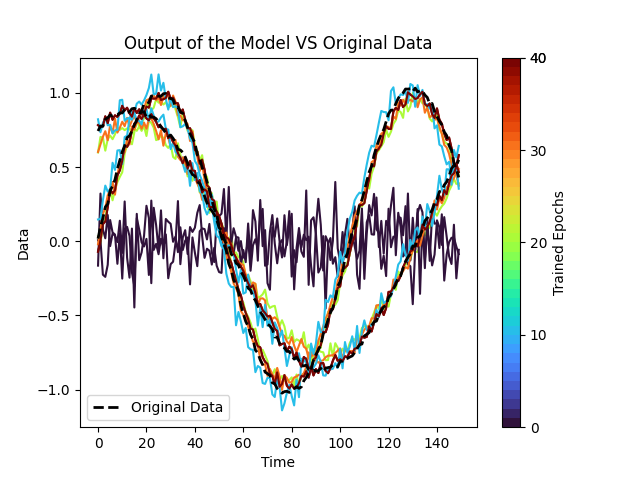 Output of the Model VS Original Data
1.0
0.5
0.0
−0.5
−1.0
Data
Original Data
0 20 40 60 80 100 120 140
Time
40
30
20
10
0
Trained Epochs